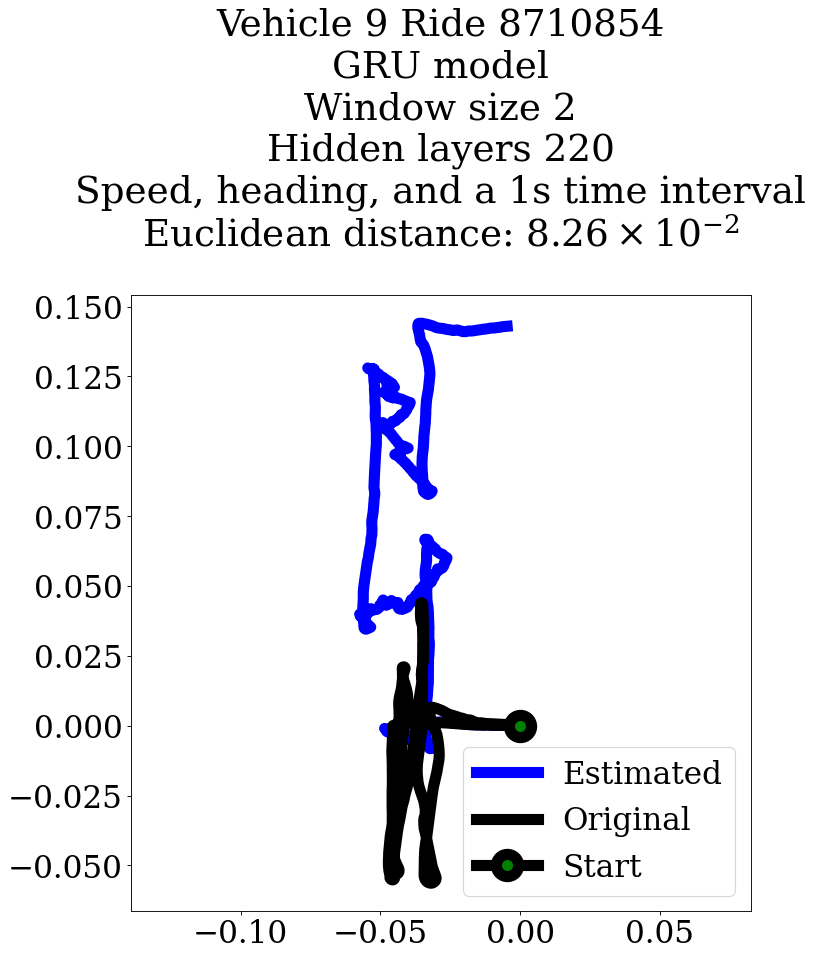 Vehicle 9 Ride 8710854
GRU model
Window size 2
Hidden layers 220
Speed, heading, and a 1s time interval
Euclidean distance: 8.26 × 10⁻²
0.150
0.125
0.100
0.075
0.050
0.025
0.000
−0.025
−0.050
Estimated
Original
Start
−0.10
−0.05
0.00
0.05